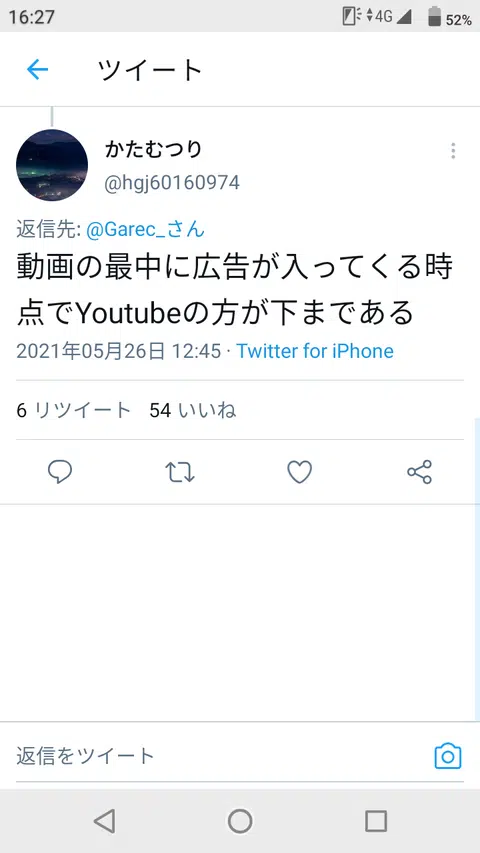 16:27
4G
52%
ツイート
かたむつり
@hgj60160974
返信先: @Garec_さん
動画の最中に広告が入ってくる時
点でYoutubeの方が下まである
2021年05月26日 12:45 · Twitter for iPhone
6 リツイート 54 いいね
返信をツイート